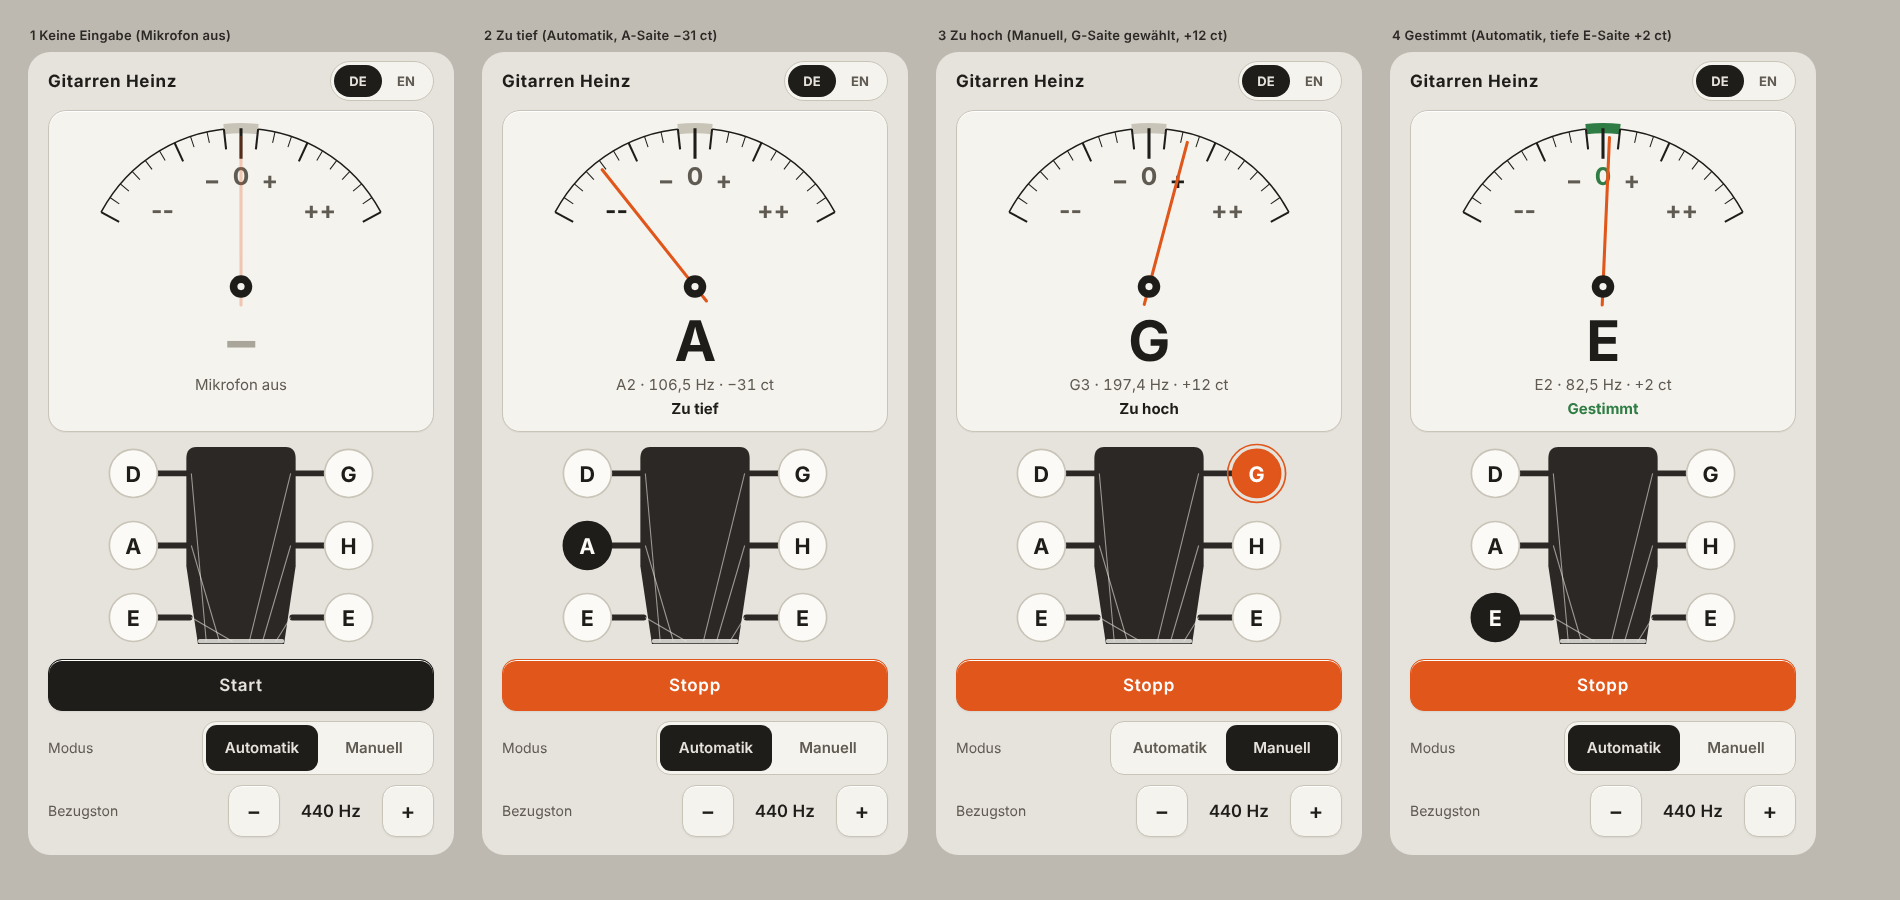 1 Keine Eingabe (Mikrofon aus)
Gitarren Heinz
DE EN
− 0 +
-- ++
–
Mikrofon aus
D G
A H
E E
Start
Modus Automatik Manuell
Bezugston − 440 Hz +
2 Zu tief (Automatik, A-Saite −31 ct)
Gitarren Heinz
DE EN
− 0 +
-- ++
A
A2 · 106,5 Hz · −31 ct
Zu tief
D G
A H
E E
Stopp
Modus Automatik Manuell
Bezugston − 440 Hz +
3 Zu hoch (Manuell, G-Saite gewählt, +12 ct)
Gitarren Heinz
DE EN
− 0 +
-- ++
G
G3 · 197,4 Hz · +12 ct
Zu hoch
D G
A H
E E
Stopp
Modus Automatik Manuell
Bezugston − 440 Hz +
4 Gestimmt (Automatik, tiefe E-Saite +2 ct)
Gitarren Heinz
DE EN
− 0 +
-- ++
E
E2 · 82,5 Hz · +2 ct
Gestimmt
D G
A H
E E
Stopp
Modus Automatik Manuell
Bezugston − 440 Hz +